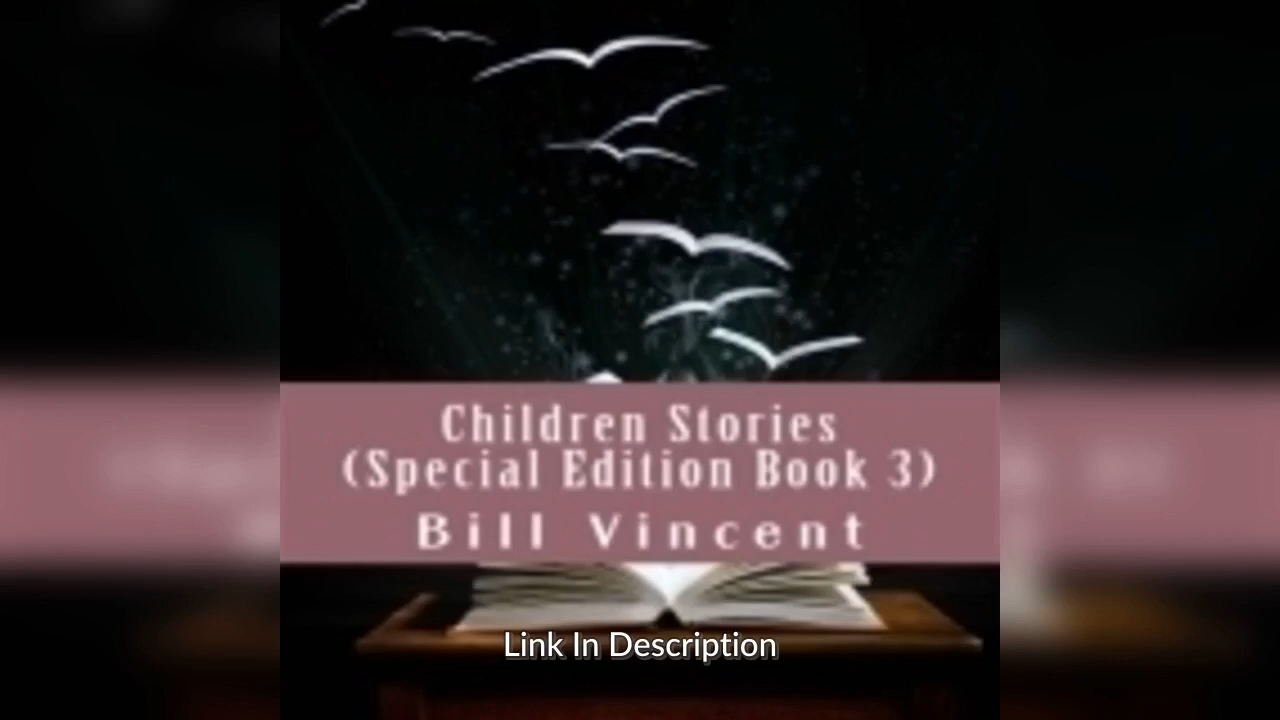 Children Stories
(Special Edition Book 3)
Bill Vincent
Link In Description